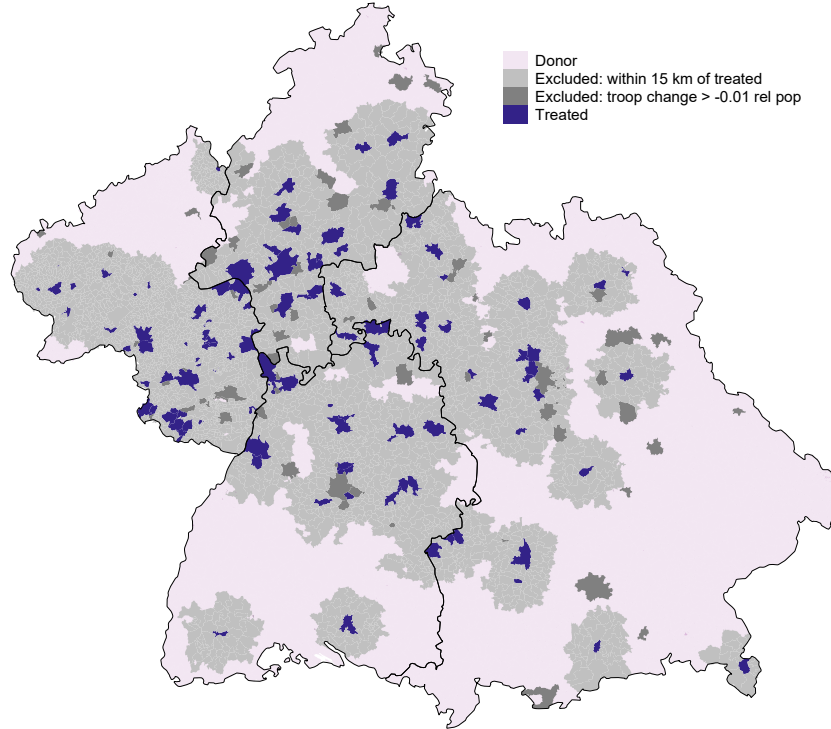 Donor
Excluded: within 15 km of treated
Excluded: troop change > -0.01 rel pop
Treated